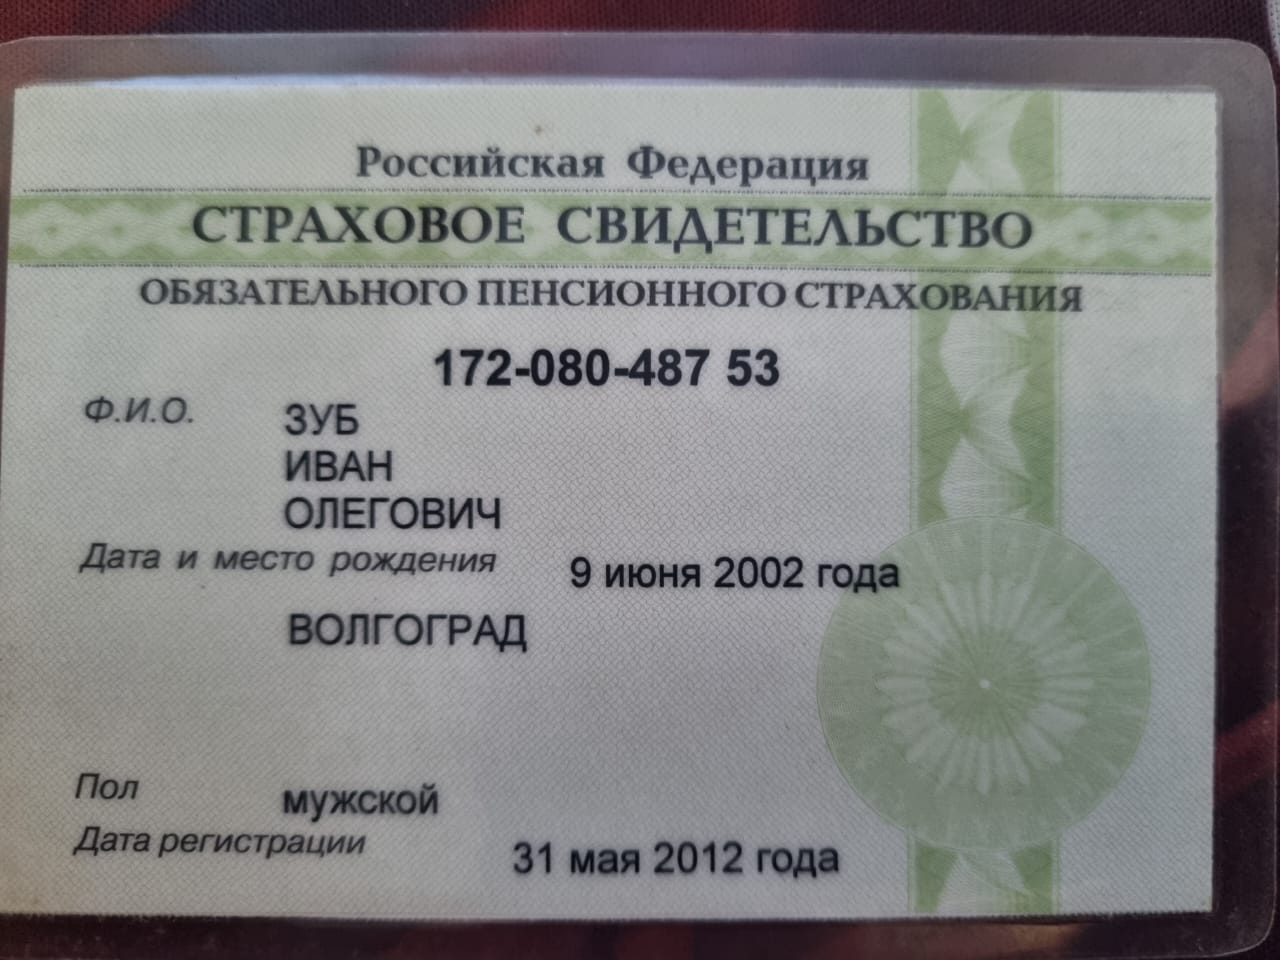 Российская Федерация
СТРАХОВОЕ СВИДЕТЕЛЬСТВО
ОБЯЗАТЕЛЬНОГО ПЕНСИОННОГО СТРАХОВАНИЯ
172-080-487 53
Ф.И.О. ЗУБ
ИВАН
ОЛЕГОВИЧ
Дата и место рождения 9 июня 2002 года
ВОЛГОГРАД
Пол мужской
Дата регистрации 31 мая 2012 года